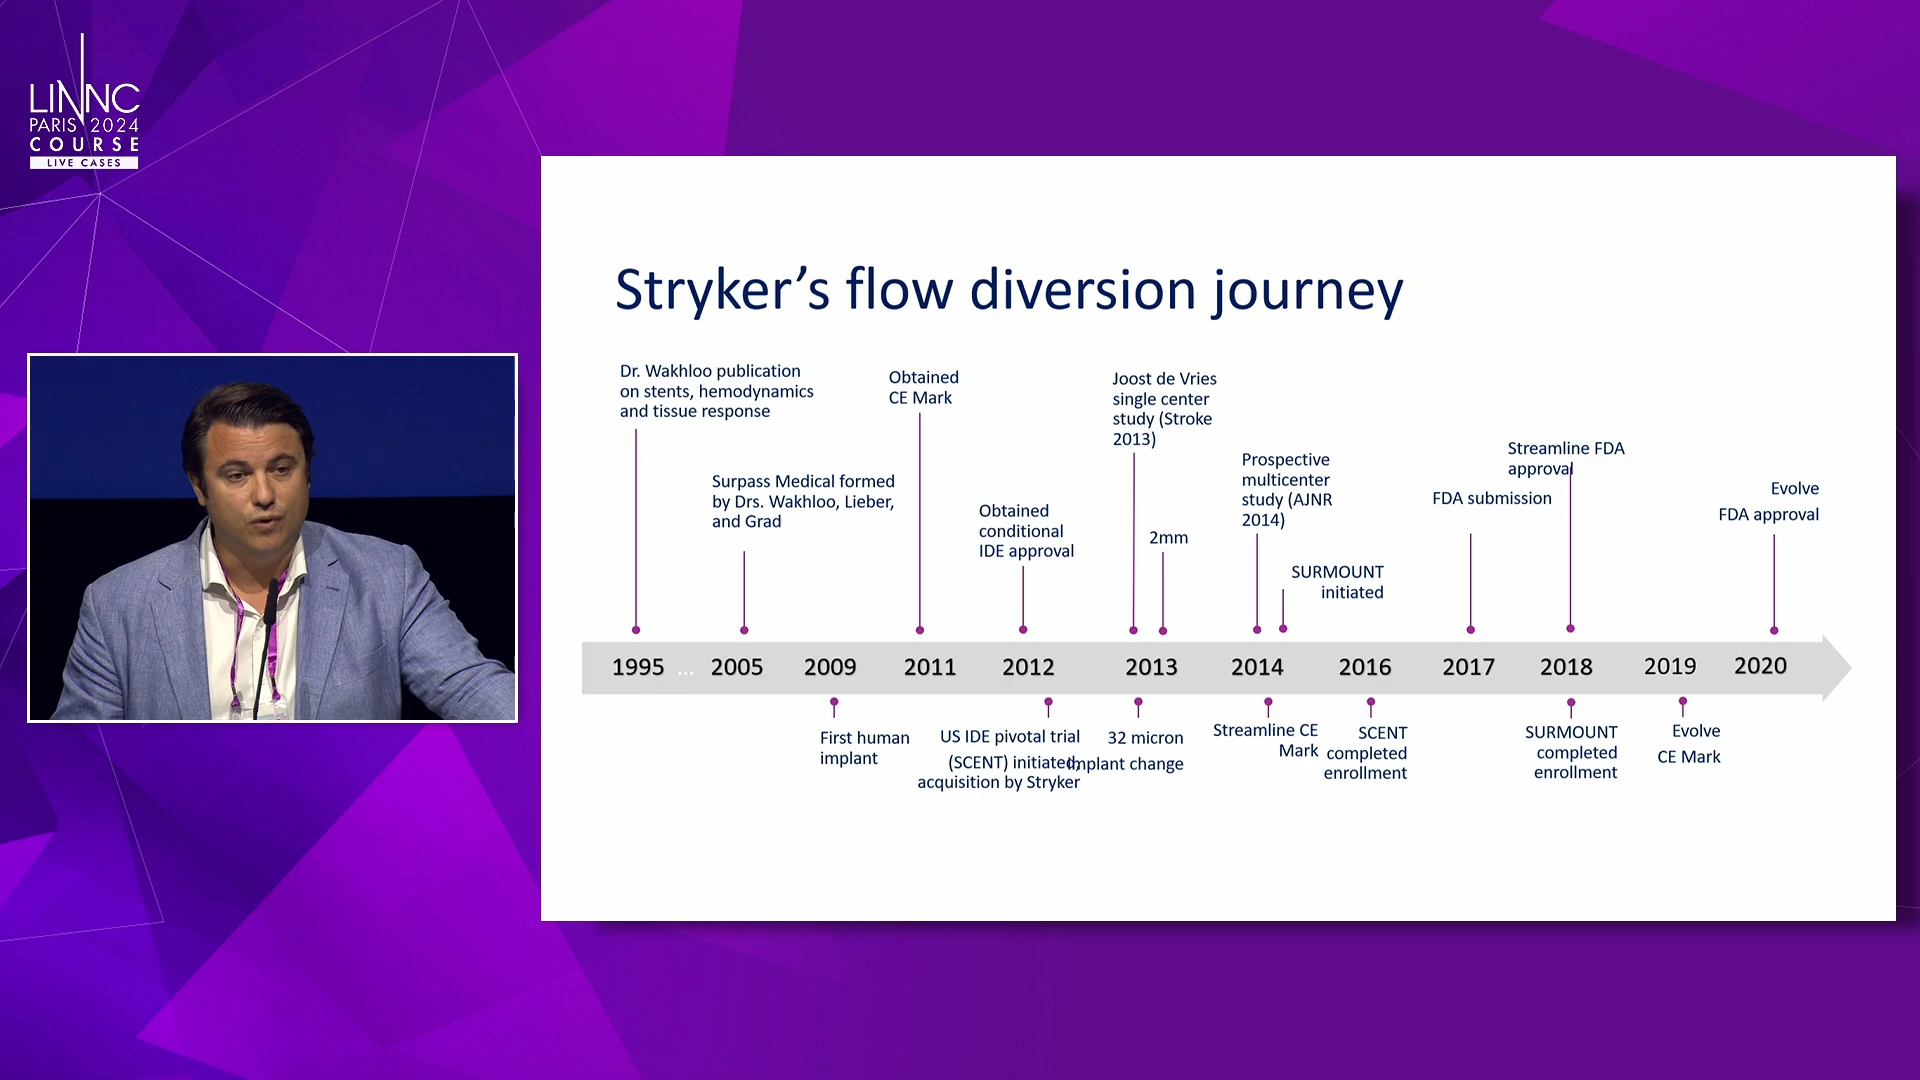 LINNC
PARIS 2024
COURSE
LIVE CASES
Stryker’s flow diversion journey
Dr. Wakhloo publication
on stents, hemodynamics
and tissue response
Surpass Medical formed
by Drs. Wakhloo, Lieber,
and Grad
Obtained
CE Mark
Obtained
conditional
IDE approval
Joost de Vries
single center
study (Stroke
2013)
2mm
Prospective
multicenter
study (AJNR
2014)
SURMOUNT
initiated
FDA submission
Streamline FDA
approval
Evolve
FDA approval
1995 ... 2005 2009 2011 2012 2013 2014 2016 2017 2018 2019 2020
First human
implant
US IDE pivotal trial
(SCENT) initiated,
acquisition by Stryker
32 micron
implant change
Streamline CE
Mark
SCENT
completed
enrollment
SURMOUNT
completed
enrollment
Evolve
CE Mark